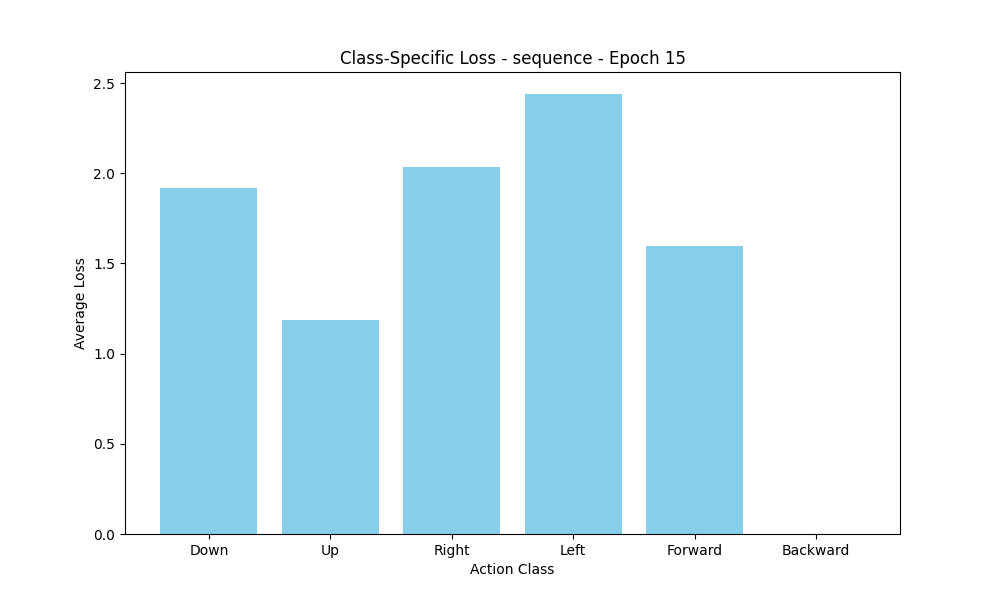 Class-Specific Loss - sequence - Epoch 15
Average Loss
2.5
2.0
1.5
1.0
0.5
0.0
Down Up Right Left Forward Backward
Action Class